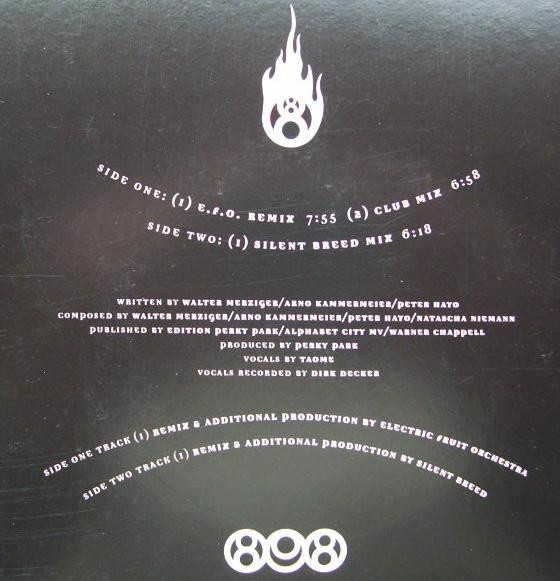 8
SIDE ONE: (1) E.F.O. REMIX 7:55 (2) CLUB MIX 6:58
SIDE TWO: (1) SILENT BREED MIX 6:18
WRITTEN BY WALTER MERZIGER/ARNO KAMMERMEIER/PETER HAYO
COMPOSED BY WALTER MERZIGER/ARNO KAMMERMEIER/PETER HAYO/NATASCHA NIEMANN
PUBLISHED BY EDITION PERKY PARK/ALPHABET CITY MV/WARNER CHAPPELL
PRODUCED BY PERKY PARK
VOCALS BY TAOME
VOCALS RECORDED BY DIRK DECKER
SIDE ONE TRACK (1) REMIX & ADDITIONAL PRODUCTION BY ELECTRIC FRUIT ORCHESTRA
SIDE TWO TRACK (1) REMIX & ADDITIONAL PRODUCTION BY SILENT BREED
808